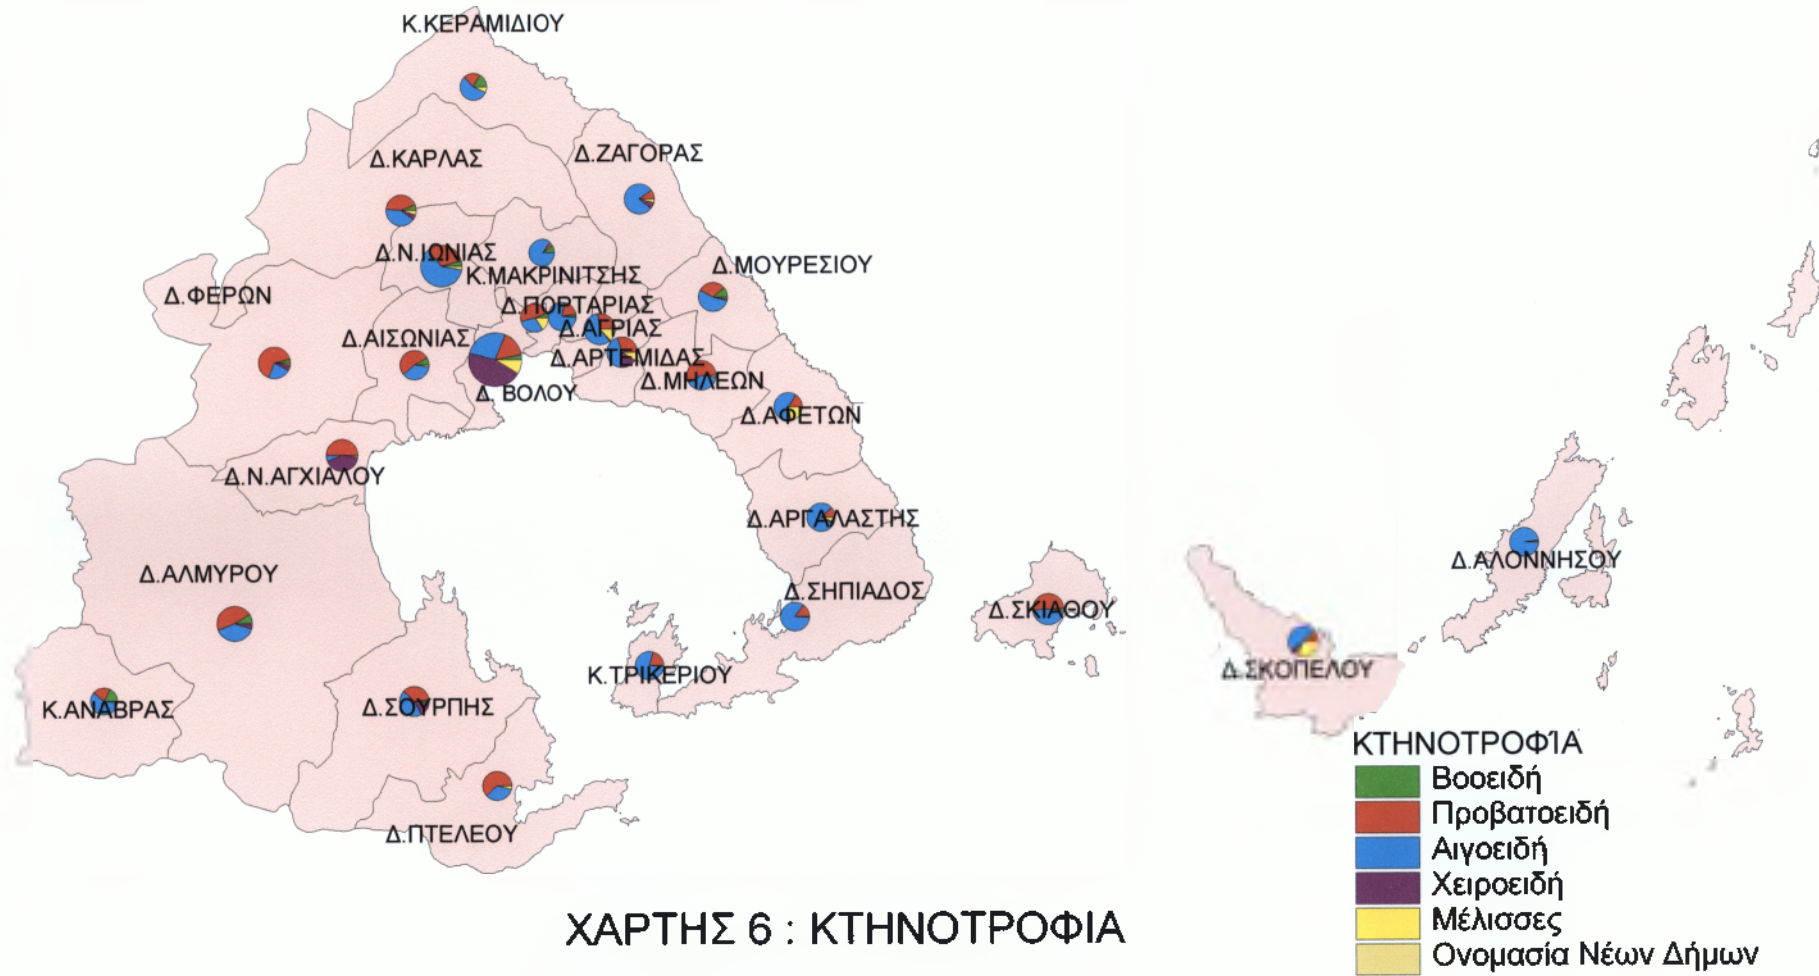 Κ.ΚΕΡΑΜΙΔΙΟΥ
Δ.ΚΑΡΛΑΣ
Δ.ΖΑΓΟΡΑΣ
Δ.Ν.ΙΩΝΙΑΣ
Κ.ΜΑΚΡΙΝΙΤΣΗΣ
Δ.ΜΟΥΡΕΣΙΟΥ
Δ.ΦΕΡΩΝ
Δ.ΠΟΡΤΑΡΙΑΣ
Δ.ΑΓΡΙΑΣ
Δ.ΑΙΣΩΝΙΑΣ
Δ.ΑΡΤΕΜΙΔΑΣ
Δ.ΜΗΛΕΩΝ
Δ. ΒΟΛΟΥ
Δ.ΑΦΕΤΩΝ
Δ.Ν.ΑΓΧΙΑΛΟΥ
Δ.ΑΡΓΑΛΑΣΤΗΣ
Δ.ΑΛΟΝΝΗΣΟΥ
Δ.ΑΛΜΥΡΟΥ
Δ.ΣΗΠΙΑΔΟΣ
Δ.ΣΚΙΑΘΟΥ
Κ.ΤΡΙΚΕΡΙΟΥ
Δ.ΣΚΟΠΕΛΟΥ
Κ.ΑΝΑΒΡΑΣ
Δ.ΣΟΥΡΠΗΣ
Δ.ΠΤΕΛΕΟΥ
ΚΤΗΝΟΤΡΟΦΊΑ
Βοοειδή
Προβατοειδή
Αιγοειδή
Χειροειδή
Μέλισσες
Ονομασία Νέων Δήμων
ΧΑΡΤΗΣ 6 : ΚΤΗΝΟΤΡΟΦΙΑ